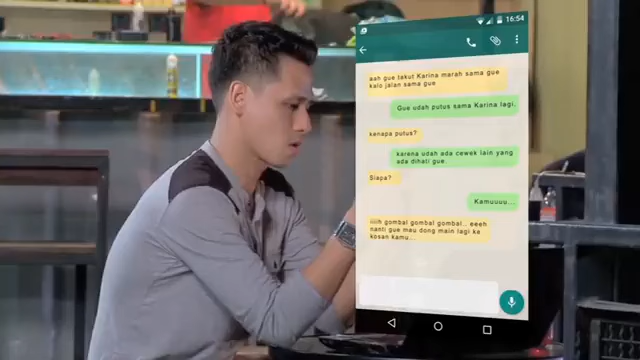 16:54
aah gue takut Karina marah sama gue
kalo jalan sama gue
Gue udah putus sama Karina lagi,
kenapa putus?
karena udah ada cewek lain yang
ada dihati gue.
Siapa?
Kamuuuu...
iiiih gombal gombal gombal.. eeeh
nanti gue mau dong main lagi ka
kosan kamu...